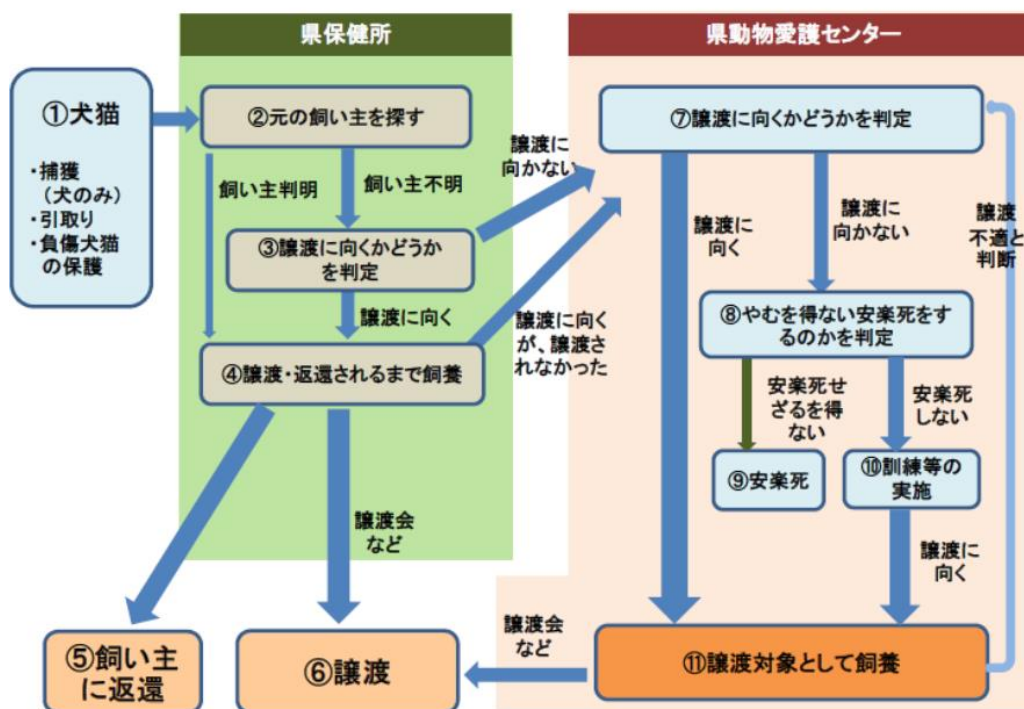 県保健所
県動物愛護センター
①犬猫
・捕獲
（犬のみ）
・引取り
・負傷犬猫
の保護
②元の飼い主を探す
飼い主判明
飼い主不明
③譲渡に向くかどうか
を判定
譲渡に向く
④譲渡・返還されるまで飼養
譲渡に
向かない
譲渡に向く
が、譲渡さ
れなかった
譲渡会
など
⑤飼い主
に返還
⑥譲渡
⑦譲渡に向くかどうかを判定
譲渡に
向く
譲渡に
向かない
譲渡
不適と
判断
⑧やむを得ない安楽死をす
るのかを判定
安楽死せ
ざるを得
ない
安楽死
しない
⑨安楽死
⑩訓練等の
実施
譲渡に
向く
譲渡会
など
⑪譲渡対象として飼養